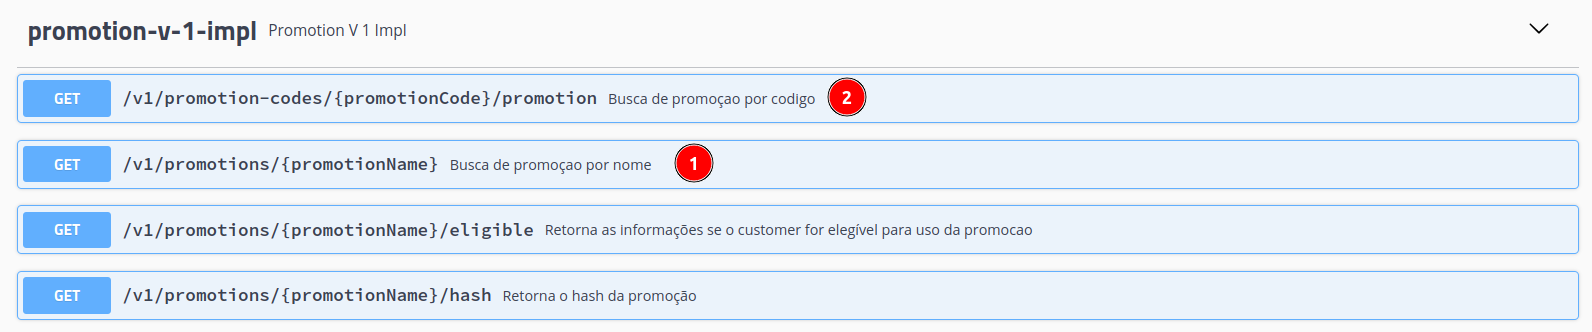 promotion-v-1-impl Promotion V 1 Impl
GET /v1/promotion-codes/{promotionCode}/promotion Busca de promoçao por codigo 2
GET /v1/promotions/{promotionName} Busca de promoçao por nome 1
GET /v1/promotions/{promotionName}/eligible Retorna as informações se o customer for elegível para uso da promocao
GET /v1/promotions/{promotionName}/hash Retorna o hash da promoção